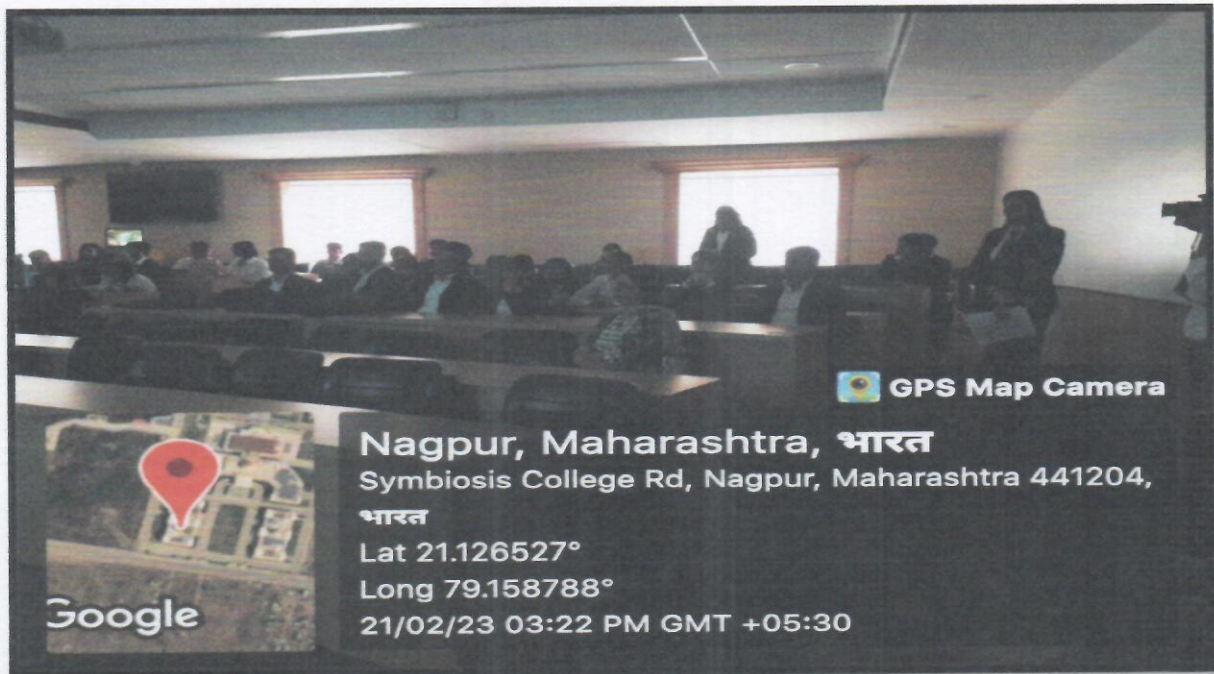 GPS Map Camera
Nagpur, Maharashtra, भारत
Symbiosis College Rd, Nagpur, Maharashtra 441204,
भारत
Lat 21.126527°
Long 79.158788°
21/02/23 03:22 PM GMT +05:30
Google